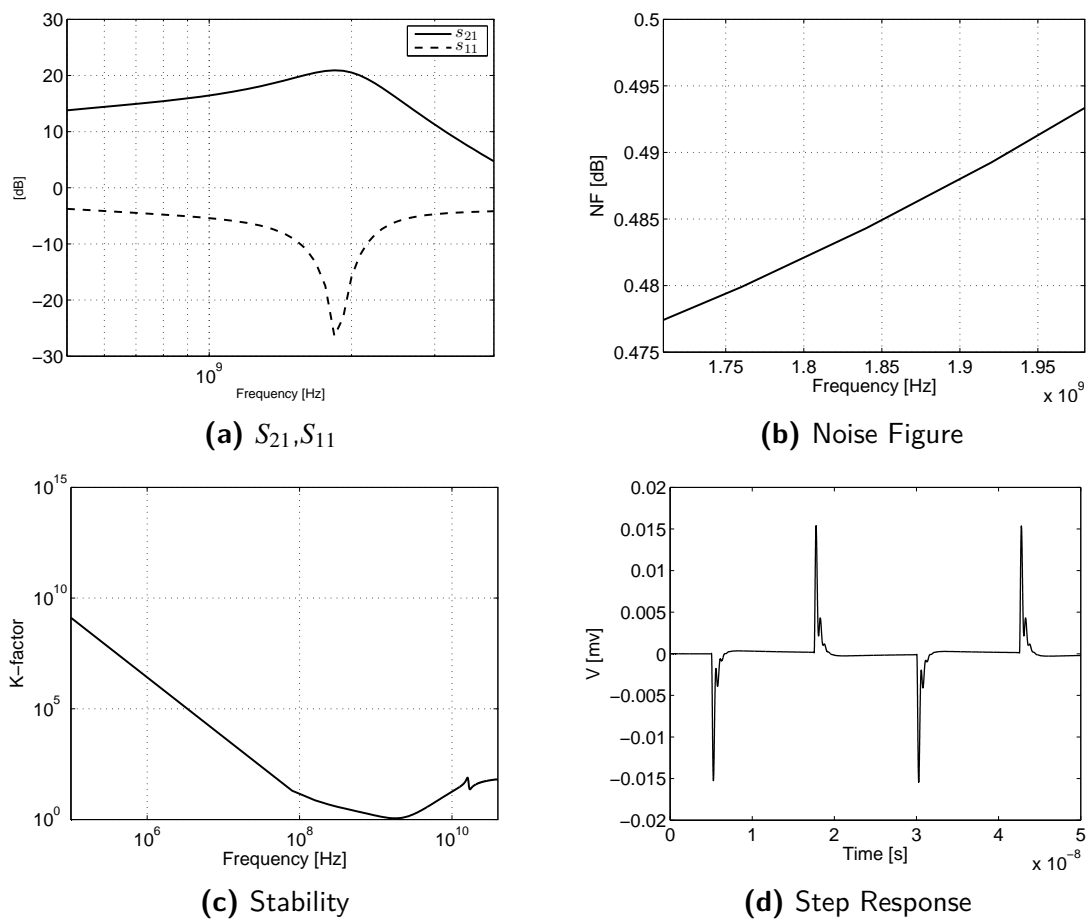 30
20
10
0
−10
−20
−30
[dB]
10^9
Frequency [Hz]
s_21
s_11
(a) S_21,S_11
0.5
0.495
0.49
0.485
0.48
0.475
NF [dB]
1.75 1.8 1.85 1.9 1.95
Frequency [Hz]
x 10^9
(b) Noise Figure
10^15
10^10
10^5
10^0
K−factor
10^6 10^8 10^10
Frequency [Hz]
(c) Stability
0.02
0.015
0.01
0.005
0
−0.005
−0.01
−0.015
−0.02
V [mv]
0 1 2 3 4 5
Time [s]
x 10^−8
(d) Step Response